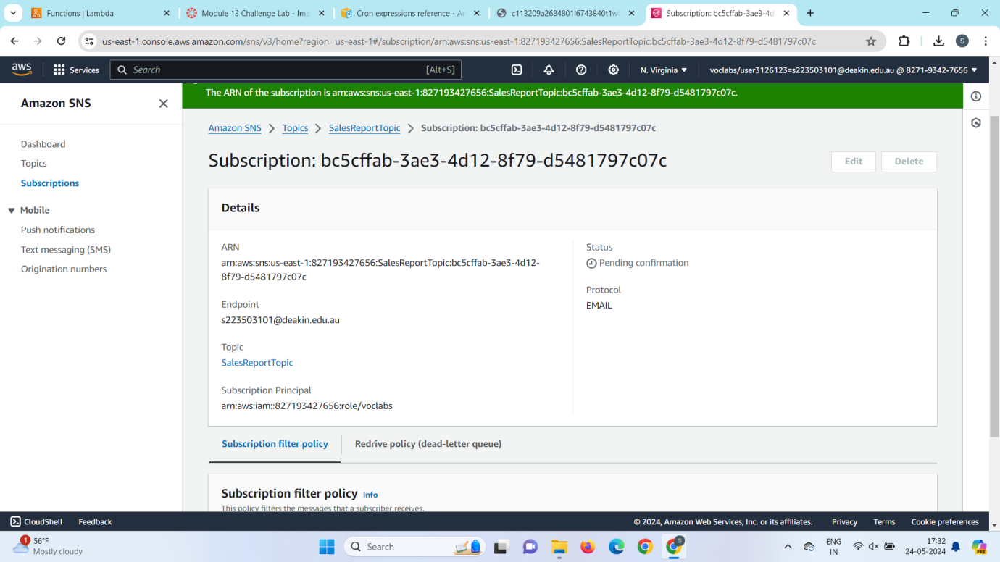 Functions | Lambda
Module 13 Challenge Lab - Imp
Cron expressions reference - Am
c113209a2684801l6743840t1w8
Subscription: bc5cffab-3ae3-4d
us-east-1.console.aws.amazon.com/sns/v3/home?region=us-east-1#/subscription/arn:aws:sns:us-east-1:827193427656:SalesReportTopic:bc5cffab-3ae3-4d12-8f79-d5481797c07c
S
aws
Services
Search
[Alt+S]
N. Virginia
voclabs/user3126123=s223503101@deakin.edu.au @ 8271-9342-7656
Amazon SNS
Dashboard
Topics
Subscriptions
Mobile
Push notifications
Text messaging (SMS)
Origination numbers
The ARN of the subscription is arn:aws:sns:us-east-1:827193427656:SalesReportTopic:bc5cffab-3ae3-4d12-8f79-d5481797c07c.
Amazon SNS
Topics
SalesReportTopic
Subscription: bc5cffab-3ae3-4d12-8f79-d5481797c07c
Subscription: bc5cffab-3ae3-4d12-8f79-d5481797c07c
Edit
Delete
Details
ARN
arn:aws:sns:us-east-1:827193427656:SalesReportTopic:bc5cffab-3ae3-4d12-
8f79-d5481797c07c
Endpoint
s223503101@deakin.edu.au
Topic
SalesReportTopic
Subscription Principal
arn:aws:iam::827193427656:role/voclabs
Status
Pending confirmation
Protocol
EMAIL
Subscription filter policy
Redrive policy (dead-letter queue)
Subscription filter policy Info
This policy filters the messages that a subscriber receives.
CloudShell
Feedback
© 2024, Amazon Web Services, Inc. or its affiliates.
Privacy
Terms
Cookie preferences
1
56°F
Mostly cloudy
Search
S
ENG
IN
17:32
24-05-2024
PRE